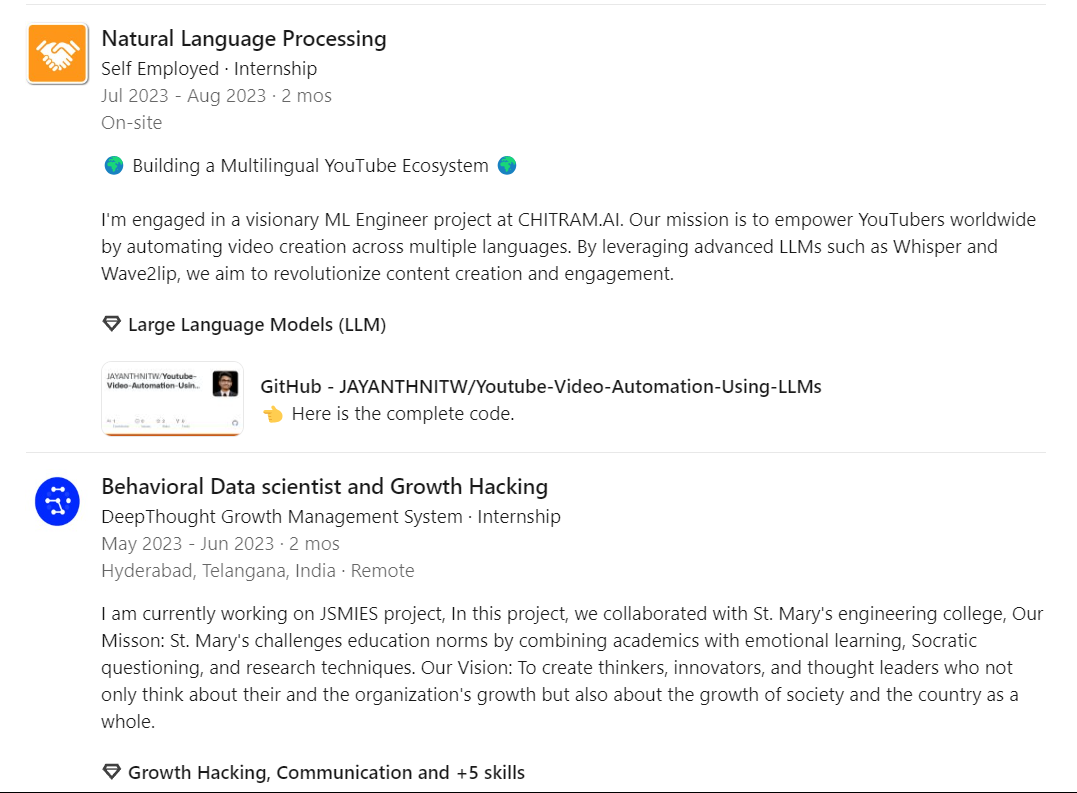 Natural Language Processing
Self Employed · Internship
Jul 2023 - Aug 2023 · 2 mos
On-site
🌍 Building a Multilingual YouTube Ecosystem 🌍
I'm engaged in a visionary ML Engineer project at CHITRAM.AI. Our mission is to empower YouTubers worldwide
by automating video creation across multiple languages. By leveraging advanced LLMs such as Whisper and
Wave2lip, we aim to revolutionize content creation and engagement.
Large Language Models (LLM)
JAYANTHNITW/Youtube-
Video-Automation-Usin...
GitHub - JAYANTHNITW/Youtube-Video-Automation-Using-LLMs
👈 Here is the complete code.
Behavioral Data scientist and Growth Hacking
DeepThought Growth Management System · Internship
May 2023 - Jun 2023 · 2 mos
Hyderabad, Telangana, India · Remote
I am currently working on JSMIES project, In this project, we collaborated with St. Mary's engineering college, Our
Misson: St. Mary's challenges education norms by combining academics with emotional learning, Socratic
questioning, and research techniques. Our Vision: To create thinkers, innovators, and thought leaders who not
only think about their and the organization's growth but also about the growth of society and the country as a
whole.
Growth Hacking, Communication and +5 skills